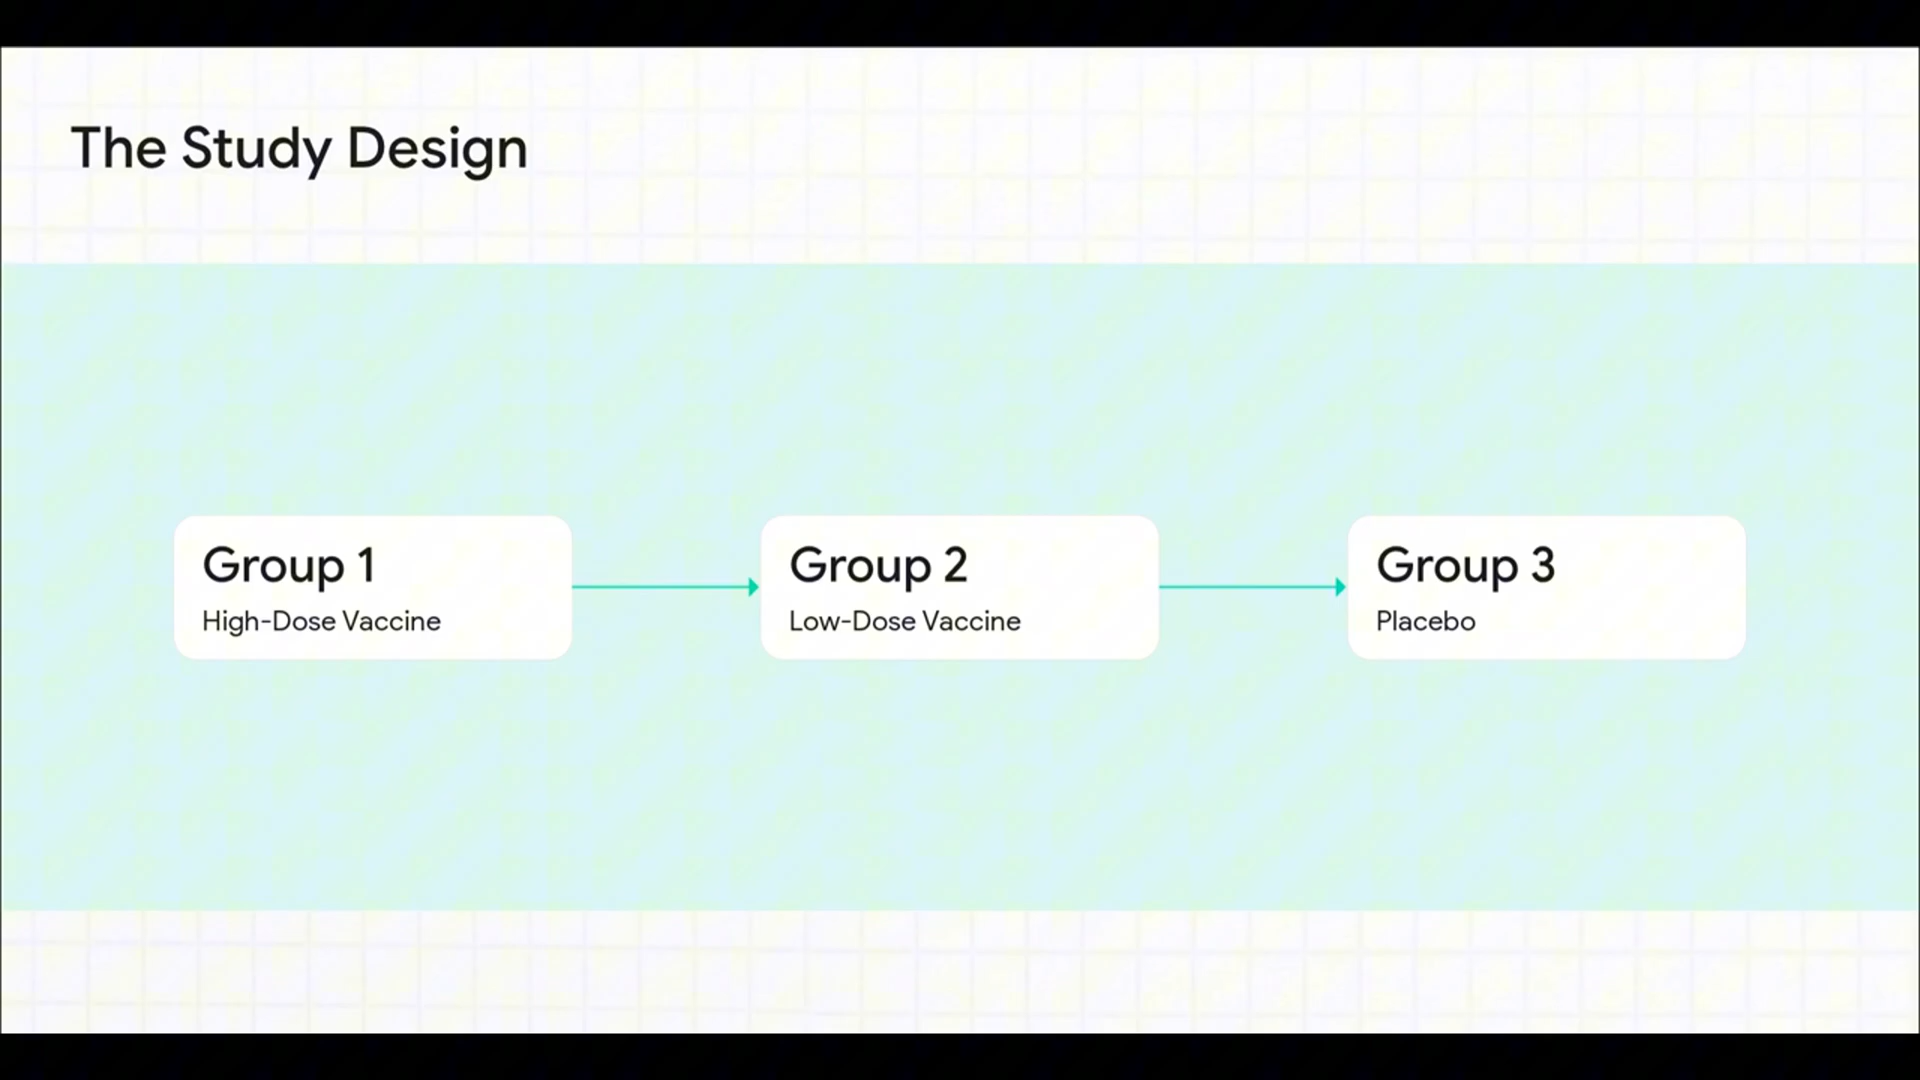 The Study Design
Group 1
High-Dose Vaccine
Group 2
Low-Dose Vaccine
Group 3
Placebo